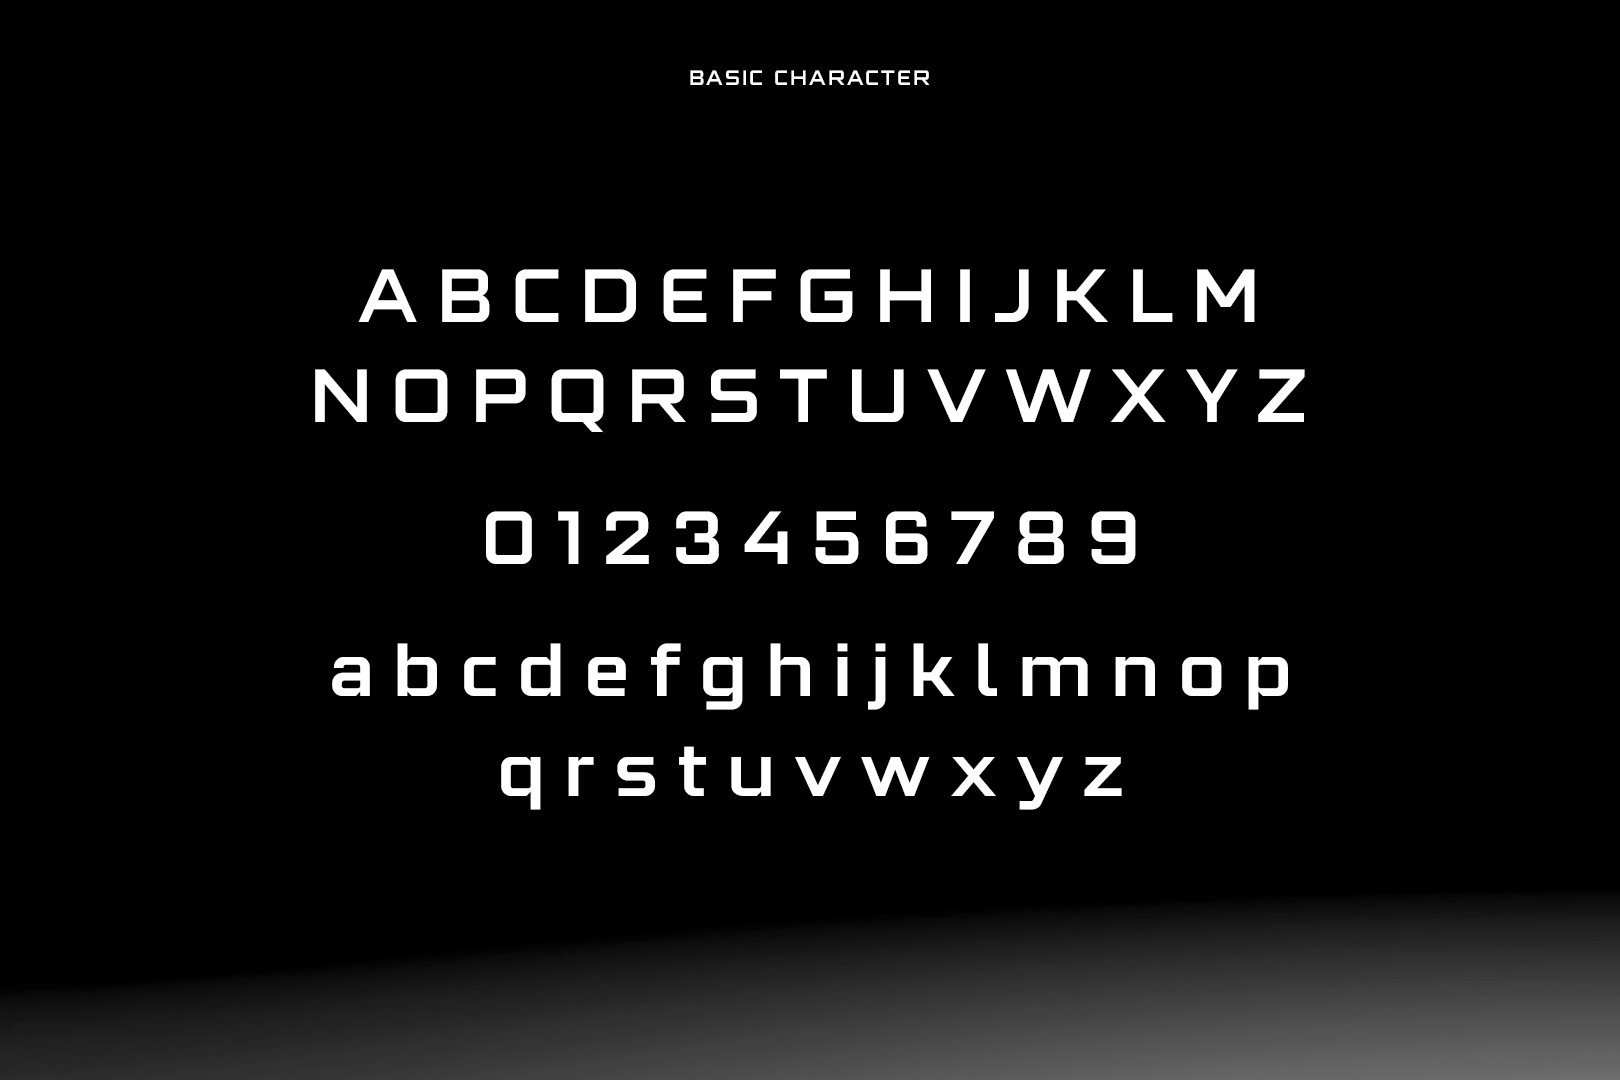 BASIC CHARACTER
A B C D E F G H I J K L M
N O P Q R S T U V W X Y Z
0 1 2 3 4 5 6 7 8 9
a b c d e f g h i j k l m n o p
q r s t u v w x y z